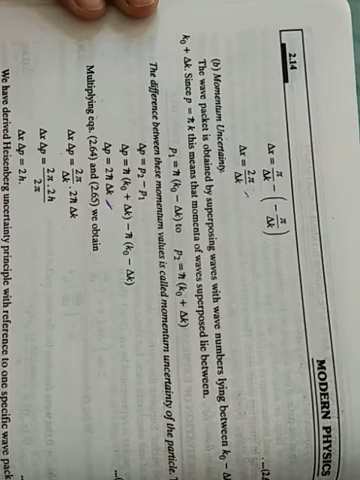 2.14
MODERN PHYSICS
Δx = π/Δk − (− π/Δk)
Δx = 2π/Δk
(b) Momentum Uncertainty.
The wave packet is obtained by superposing waves with wave numbers lying between k₀ − Δ
k₀ + Δk. Since p = ℏ k this means that momenta of waves superposed lie between.
p₁ = ℏ (k₀ − Δk) to p₂ = ℏ (k₀ + Δk)
The difference between these momentum values is called momentum uncertainty of the particle.
Δp = p₂ − p₁
Δp = ℏ (k₀ + Δk) − ℏ (k₀ − Δk)
Δp = 2ℏ Δk
Multiplying eqs. (2.64) and (2.65) we obtain
Δx Δp = 2π/Δk . 2ℏ Δk
Δx Δp = 2π . 2h/2π
Δx Δp = 2h.
We have derived Heisenberg uncertainty principle with reference to one specific wave pack